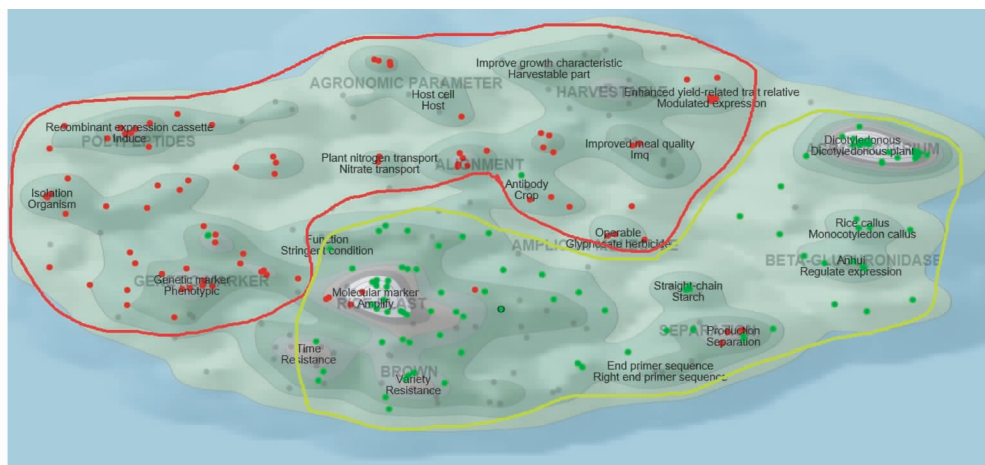 AGRONOMIC PARAMETER
Improve growth characteristic
Harvestable part
Host cell
Host
Enhanced yield-related trait relative
Modulated expression
Recombinant expression cassette
Induce
POLYPEPTIDES
Dicotyledonous
Dicotyledonous plant
Improved meal quality
Imq
Plant nitrogen transport
Nitrate transport
ALIGNMENT
Antibody
Crop
Isolation
Organism
Rice callus
Monocotyledon callus
Operable
Glyphosate herbicide
Function
Stringent condition
BETA-GLUCURONIDASE
Anhui
Regulate expression
Genetic marker
Phenotypic
Straight-chain
Starch
Molecular marker
Amplify
SEPARATION
Production
Separation
Time
Resistance
End primer sequence
Right end primer sequence
BROWN
Variety
Resistance